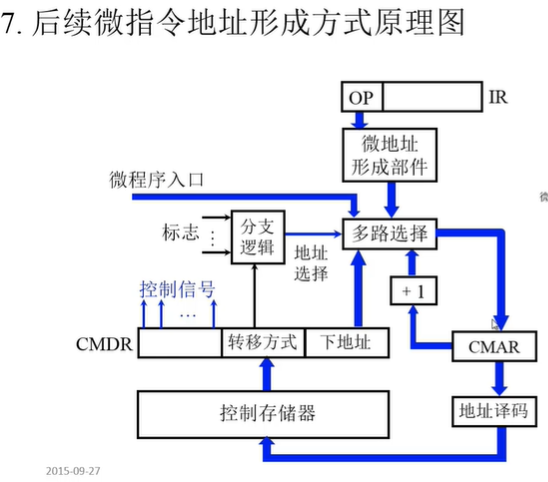 7. 后续微指令地址形成方式原理图
OP
IR
微地址
形成部件
微程序入口
标志
⋮
分支
逻辑
地址
选择
多路选择
控制信号
…
+ 1
CMDR
转移方式
下地址
CMAR
控制存储器
地址译码
2015-09-27